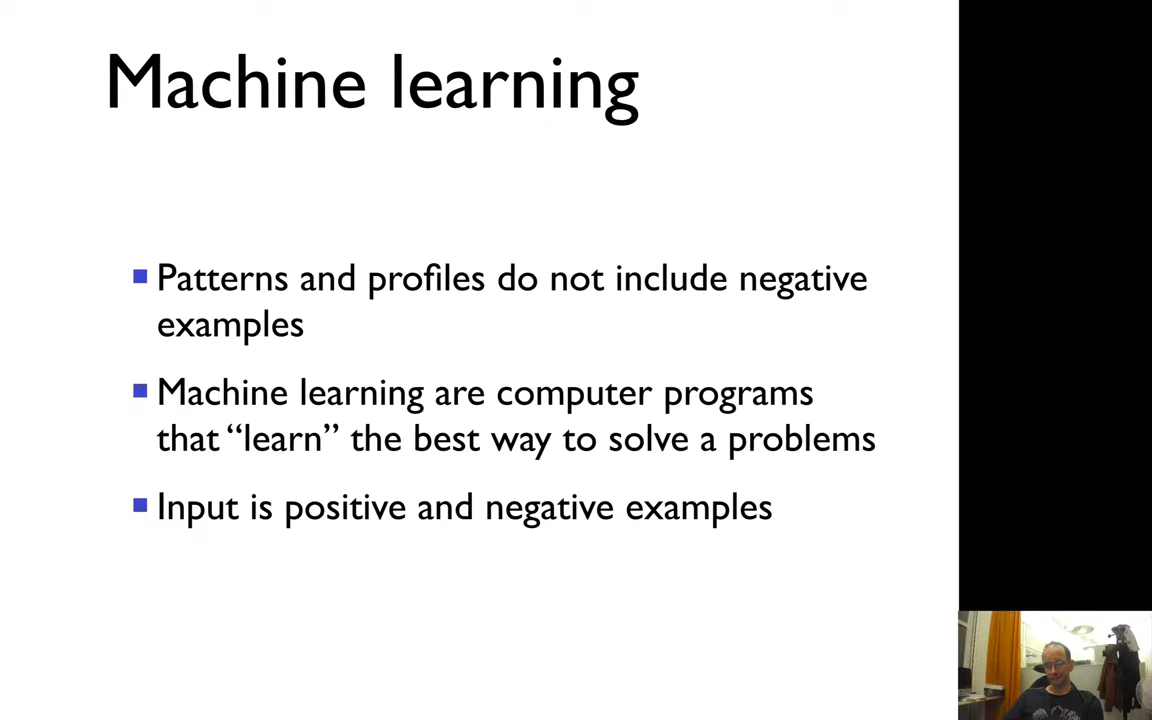 Machine learning
Patterns and profiles do not include negative
examples
Machine learning are computer programs
that “learn” the best way to solve a problems
Input is positive and negative examples